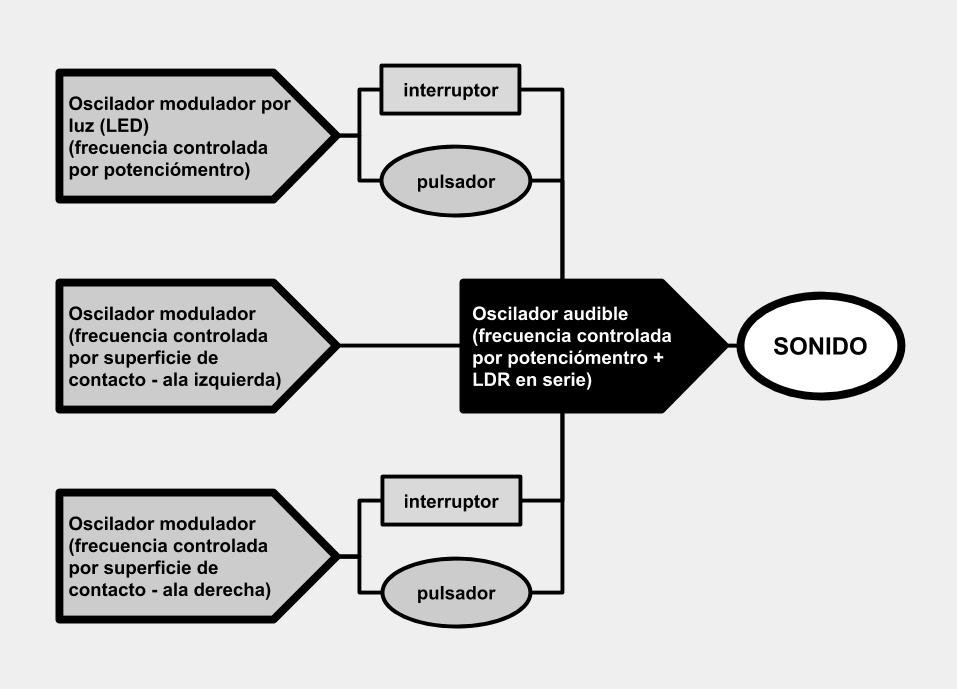 Oscilador modulador por
luz (LED)
(frecuencia controlada
por potenciómentro)
interruptor
pulsador
Oscilador modulador
(frecuencia controlada
por superficie de
contacto - ala izquierda)
Oscilador audible
(frecuencia controlada
por potenciómentro +
LDR en serie)
SONIDO
Oscilador modulador
(frecuencia controlada
por superficie de
contacto - ala derecha)
interruptor
pulsador